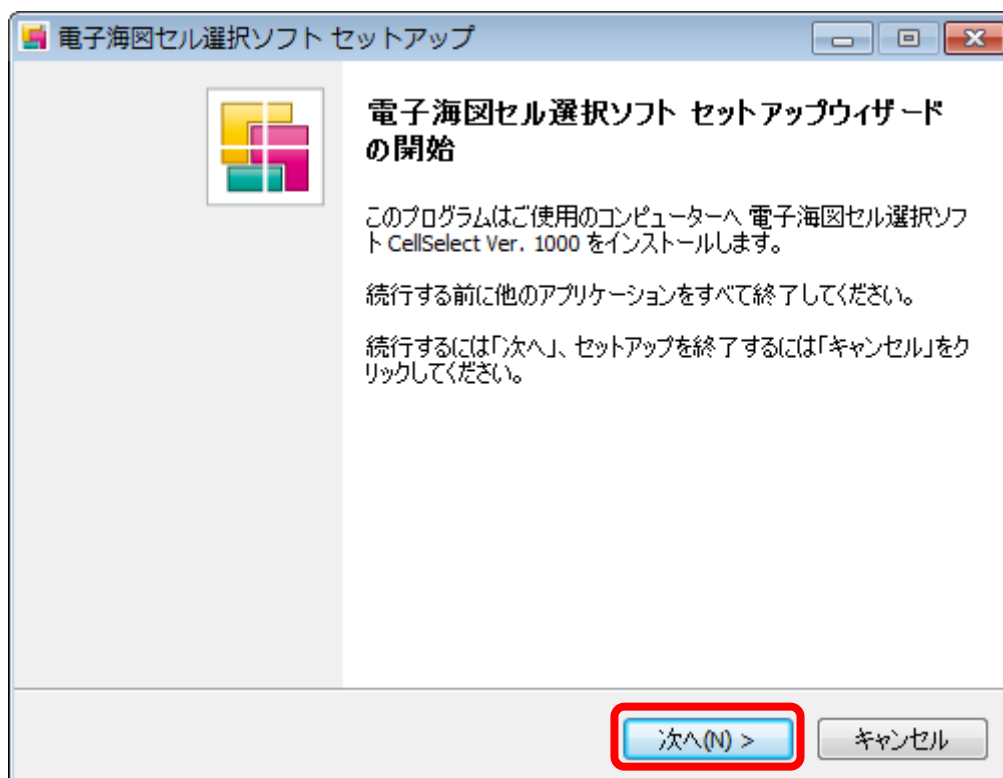 電子海図セル選択ソフト セットアップ
電子海図セル選択ソフト セットアップウィザード
の開始
このプログラムはご使用のコンピューターへ 電子海図セル選択ソフ
ト CellSelect Ver. 1000 をインストールします。
続行する前に他のアプリケーションをすべて終了してください。
続行するには「次へ」、セットアップを終了するには「キャンセル」をク
リックしてください。
次へ(N) >
キャンセル